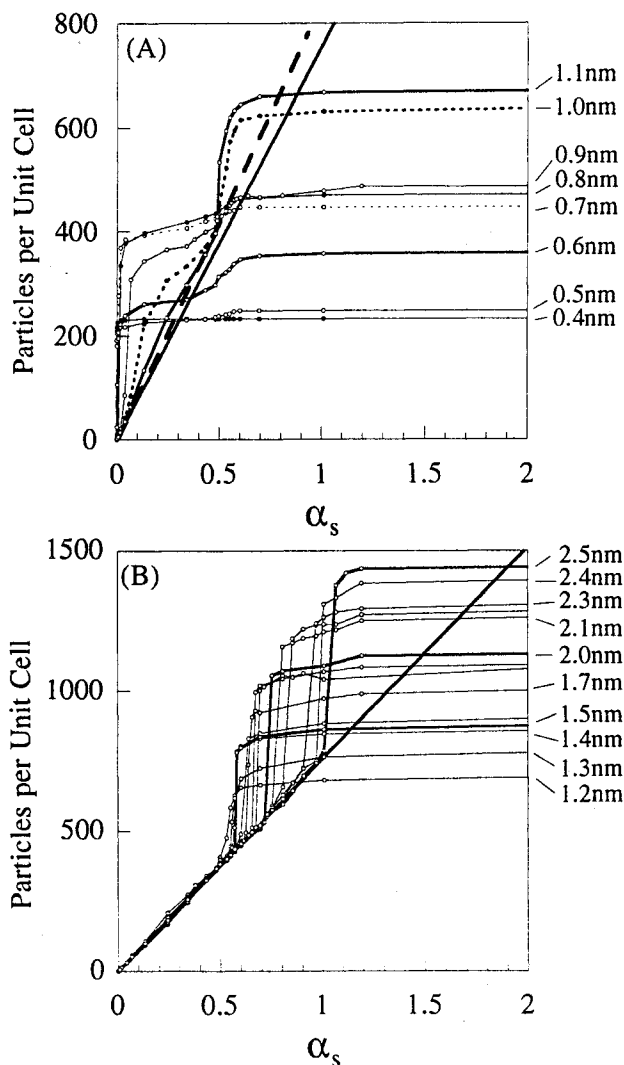 (A)
Particles per Unit Cell
800
600
400
200
0
0
0.5
1
1.5
2
αs
1.1nm
1.0nm
0.9nm
0.8nm
0.7nm
0.6nm
0.5nm
0.4nm
(B)
Particles per Unit Cell
1500
1000
500
0
0
0.5
1
1.5
2
αs
2.5nm
2.4nm
2.3nm
2.1nm
2.0nm
1.7nm
1.5nm
1.4nm
1.3nm
1.2nm